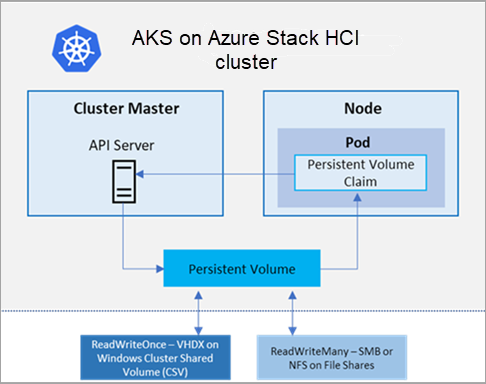 AKS on Azure Stack HCI
cluster
Cluster Master
API Server
Node
Pod
Persistent Volume
Claim
Persistent Volume
ReadWriteOnce – VHDX on
Windows Cluster Shared
Volume (CSV)
ReadWriteMany – SMB or
NFS on File Shares